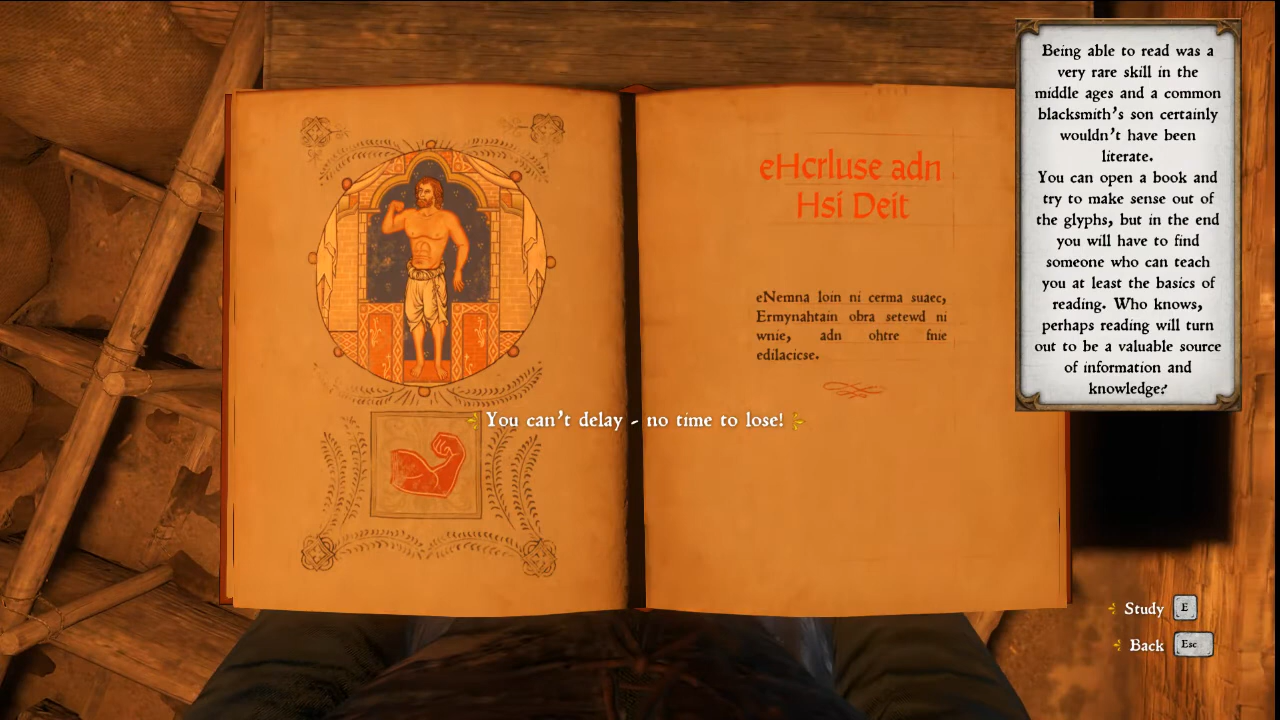 eHcrluse adn
Hsi Deit
eNemna loin ni cerma suaec,
Ermynahtain obra setewd ni
wnie, adn ohtre fnie
edilacicse.
You can't delay - no time to lose!
Being able to read was a
very rare skill in the
middle ages and a common
blacksmith's son certainly
wouldn't have been
literate.
You can open a book and
try to make sense out of
the glyphs, but in the end
you will have to find
someone who can teach
you at least the basics of
reading. Who knows,
perhaps reading will turn
out to be a valuable source
of information and
knowledge?
Study E
Back Esc